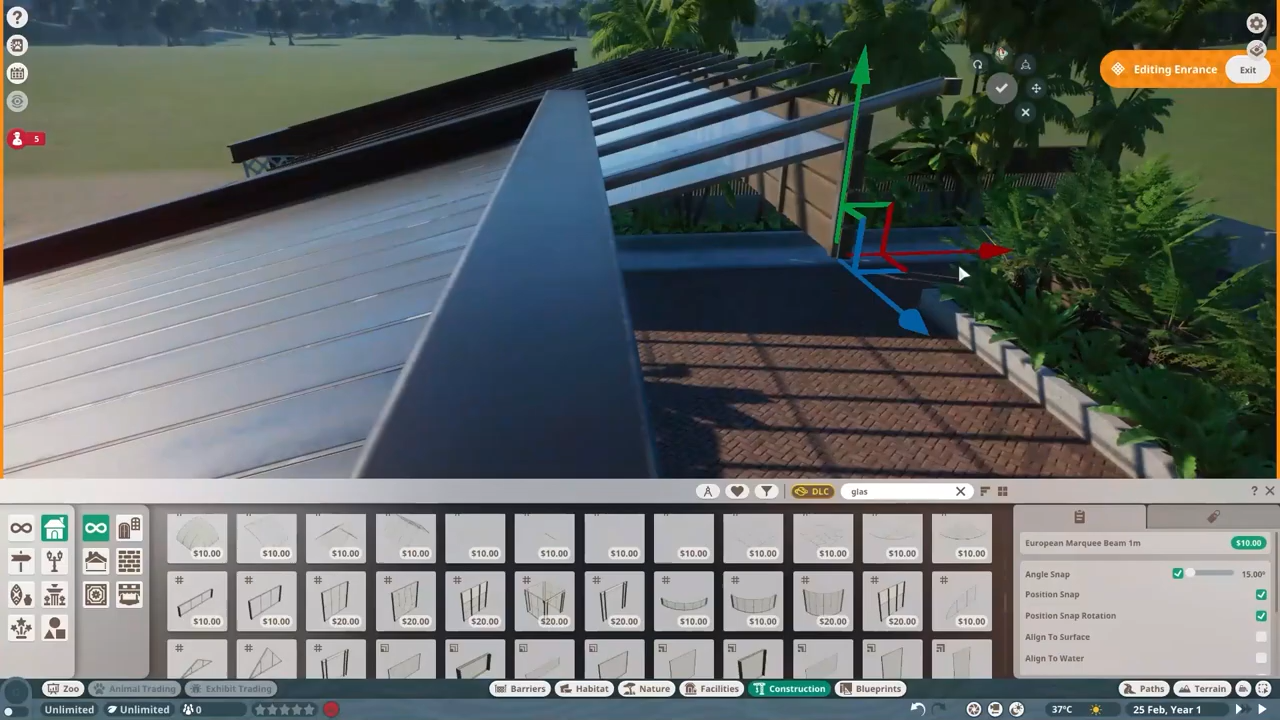 ?
Editing Enrance
Exit
5
DLC
glas
?
$10.00 $10.00 $10.00 $10.00 $10.00 $10.00 $10.00 $10.00 $10.00 $10.00 $10.00 $10.00
European Marquee Beam 1m $10.00
Angle Snap 15.00º
Position Snap
$10.00 $10.00 $20.00 $20.00 $20.00 $20.00 $20.00 $10.00 $10.00 $20.00 $20.00 $10.00
Position Snap Rotation
Align To Surface
Align To Water
Zoo Animal Trading Exhibit Trading Barriers Habitat Nature Facilities Construction Blueprints Paths Terrain
Unlimited Unlimited 0 37°C 25 Feb, Year 1